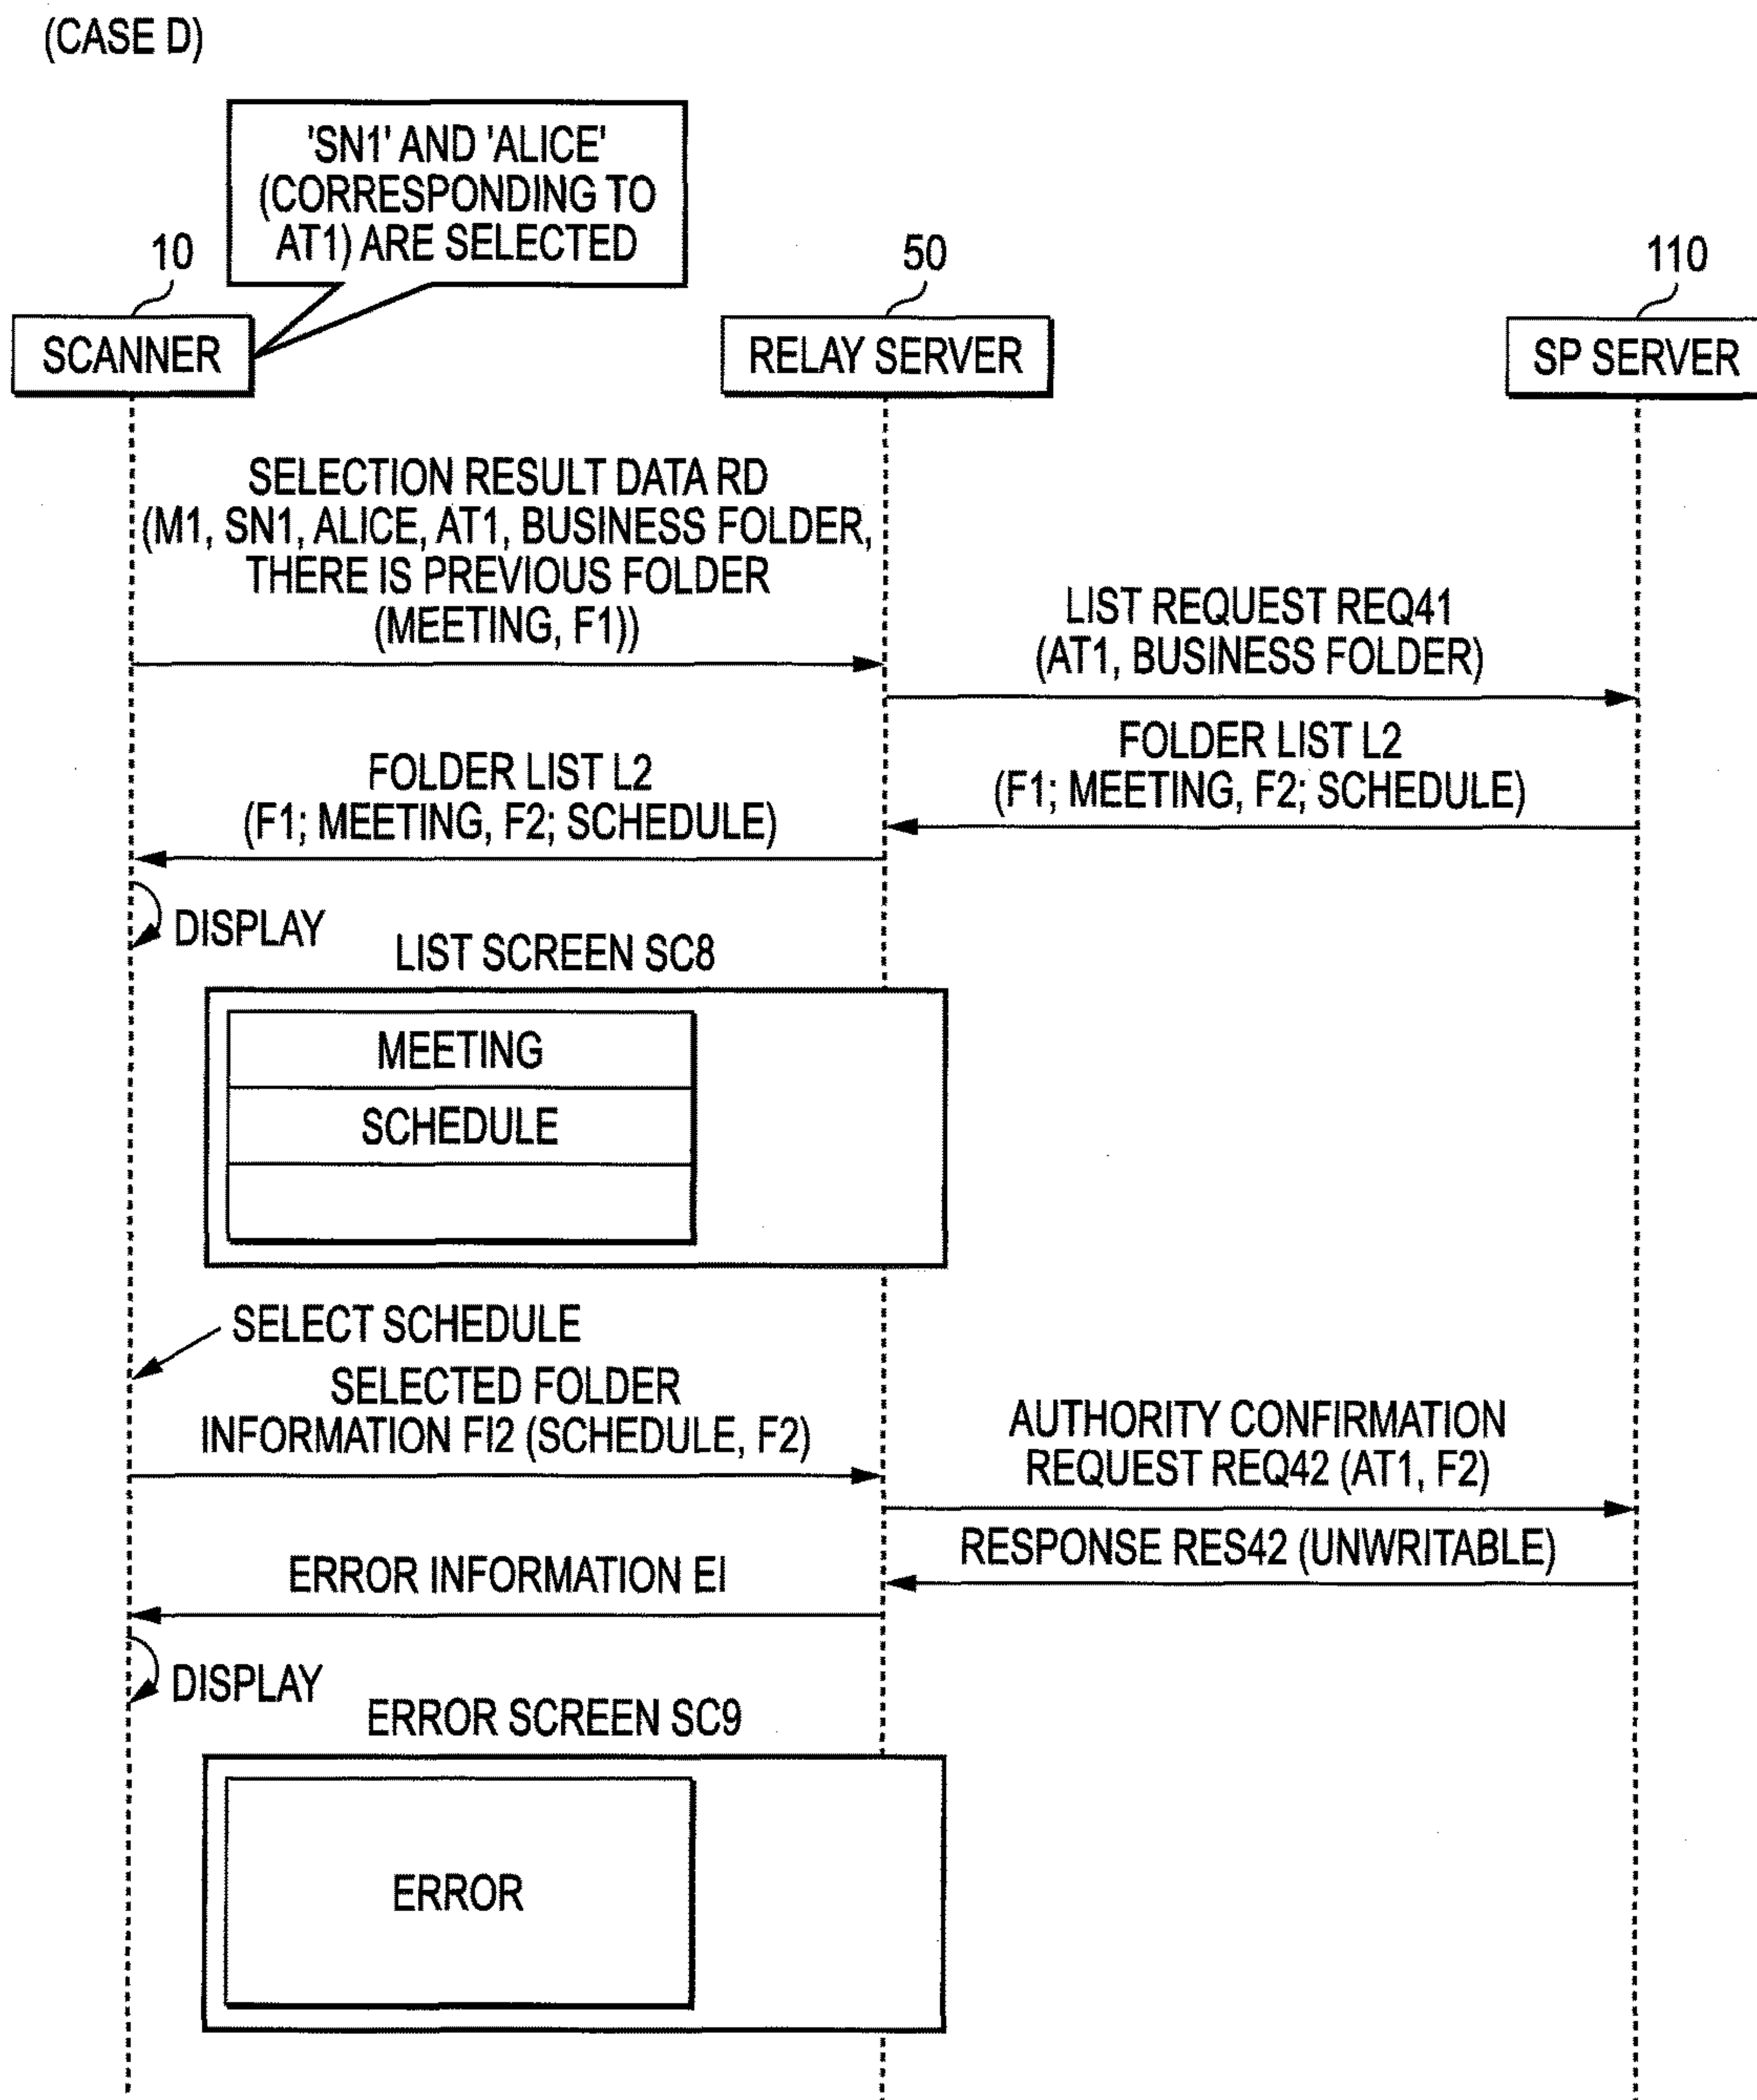 (CASE D)
'SN1' AND 'ALICE'
(CORRESPONDING TO
AT1) ARE SELECTED
10
50
110
SCANNER
RELAY SERVER
SP SERVER
SELECTION RESULT DATA RD
(M1, SN1, ALICE, AT1, BUSINESS FOLDER,
THERE IS PREVIOUS FOLDER
(MEETING, F1))
LIST REQUEST REQ41
(AT1, BUSINESS FOLDER)
FOLDER LIST L2
(F1; MEETING, F2; SCHEDULE)
FOLDER LIST L2
(F1; MEETING, F2; SCHEDULE)
DISPLAY
LIST SCREEN SC8
MEETING
SCHEDULE
SELECT SCHEDULE
SELECTED FOLDER
INFORMATION FI2 (SCHEDULE, F2)
AUTHORITY CONFIRMATION
REQUEST REQ42 (AT1, F2)
RESPONSE RES42 (UNWRITABLE)
ERROR INFORMATION EI
DISPLAY
ERROR SCREEN SC9
ERROR